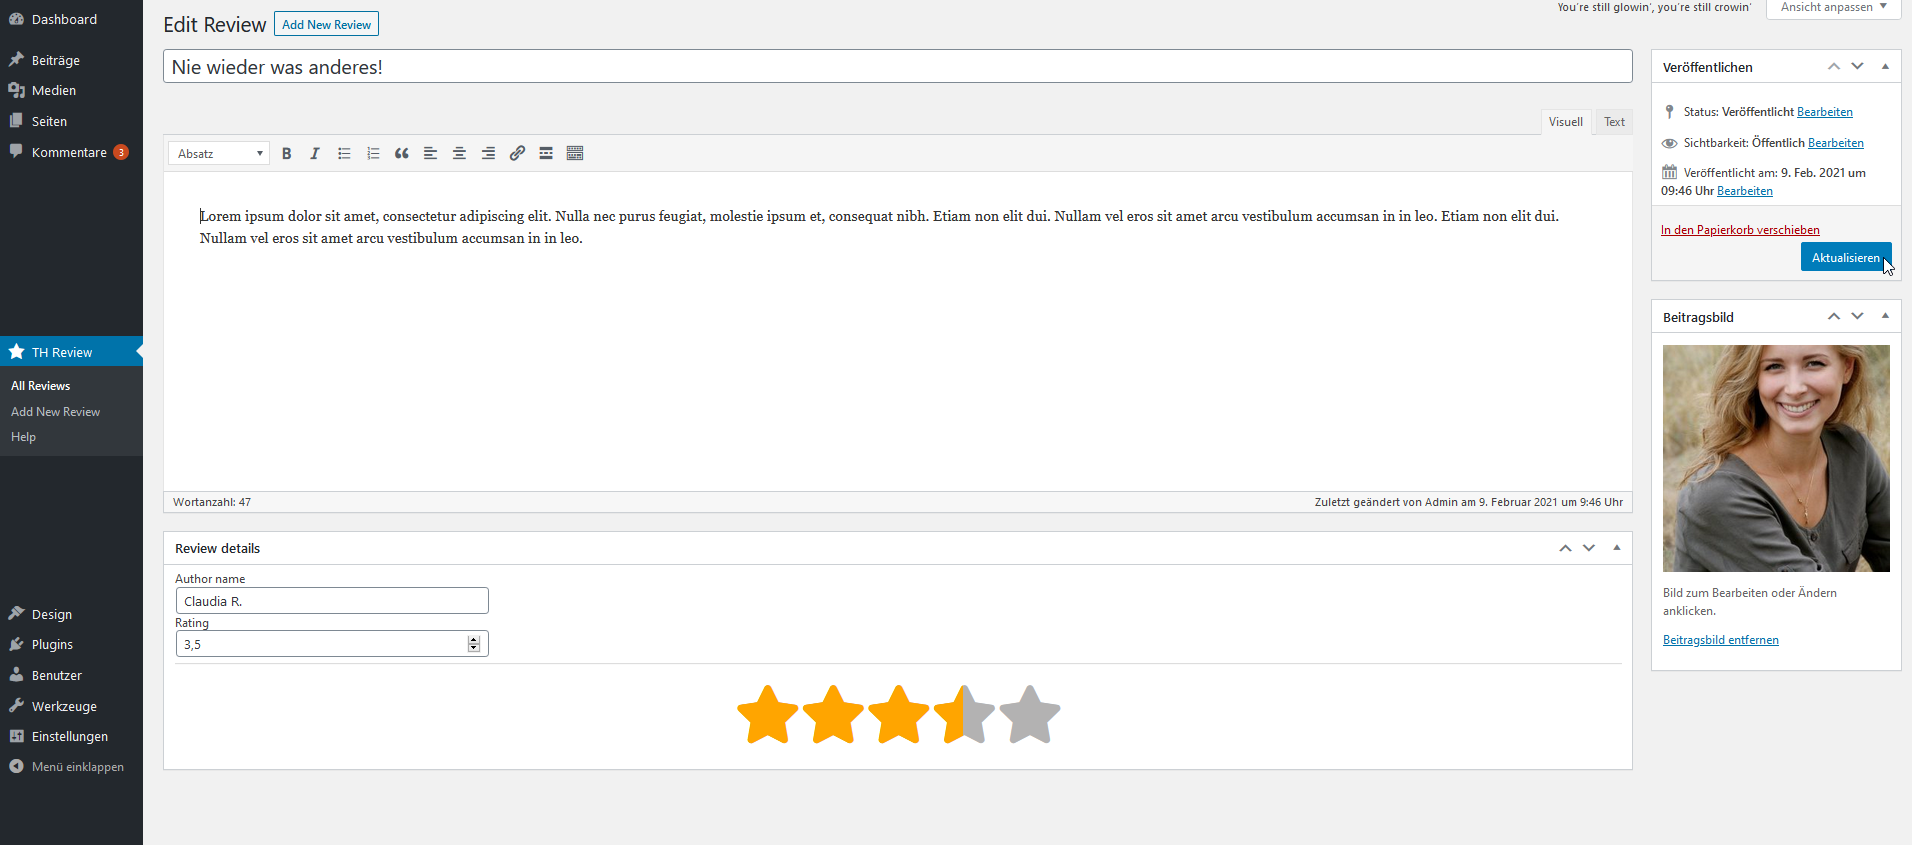 Dashboard
Beiträge
Medien
Seiten
Kommentare 3
TH Review
All Reviews
Add New Review
Help
Design
Plugins
Benutzer
Werkzeuge
Einstellungen
Menü einklappen
You're still glowin', you're still crowin'
Ansicht anpassen
Edit Review Add New Review
Nie wieder was anderes!
Visuell Text
Absatz
Lorem ipsum dolor sit amet, consectetur adipiscing elit. Nulla nec purus feugiat, molestie ipsum et, consequat nibh. Etiam non elit dui. Nullam vel eros sit amet arcu vestibulum accumsan in in leo. Etiam non elit dui.
Nullam vel eros sit amet arcu vestibulum accumsan in in leo.
Wortanzahl: 47
Zuletzt geändert von Admin am 9. Februar 2021 um 9:46 Uhr
Review details
Author name
Claudia R.
Rating
3,5
Veröffentlichen
Status: Veröffentlicht Bearbeiten
Sichtbarkeit: Öffentlich Bearbeiten
Veröffentlicht am: 9. Feb. 2021 um
09:46 Uhr Bearbeiten
In den Papierkorb verschieben
Aktualisieren
Beitragsbild
Bild zum Bearbeiten oder Ändern
anklicken.
Beitragsbild entfernen